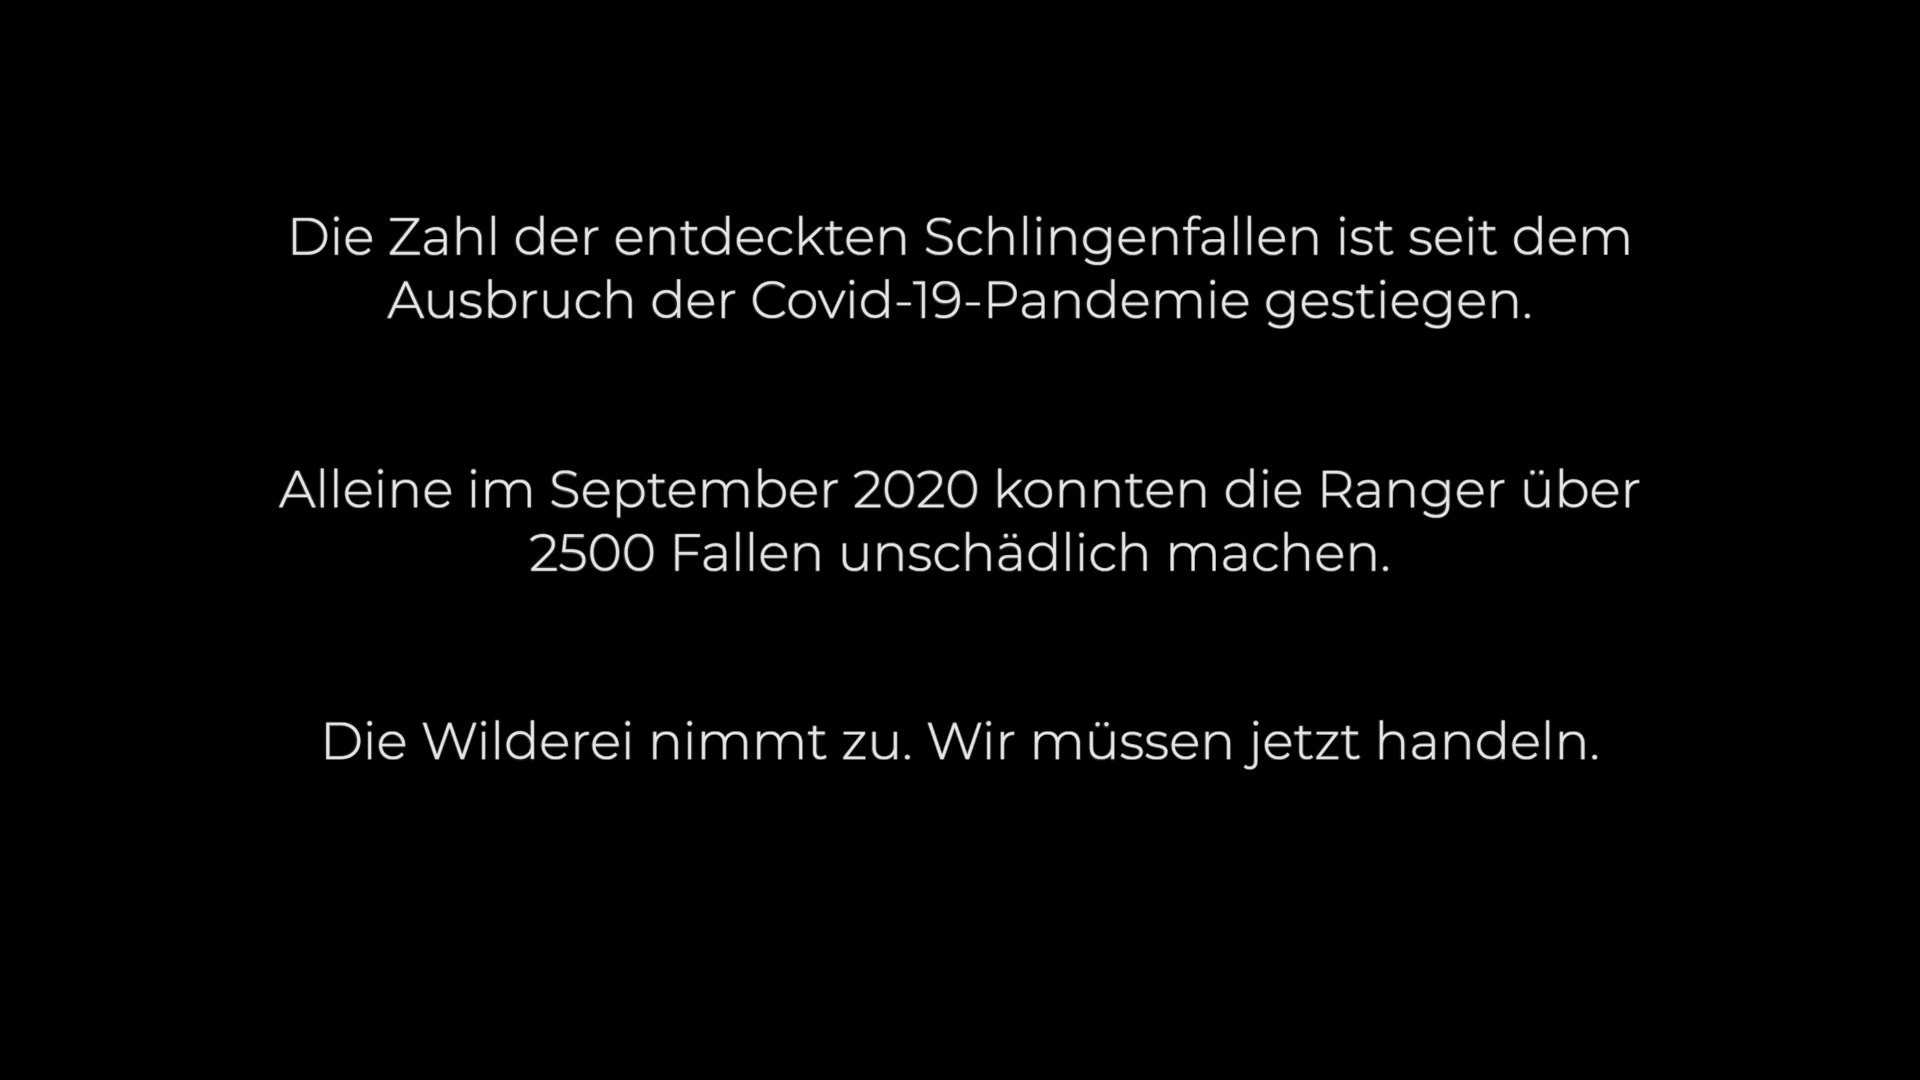 Die Zahl der entdeckten Schlingenfallen ist seit dem
Ausbruch der Covid-19-Pandemie gestiegen.
Alleine im September 2020 konnten die Ranger über
2500 Fallen unschädlich machen.
Die Wilderei nimmt zu. Wir müssen jetzt handeln.